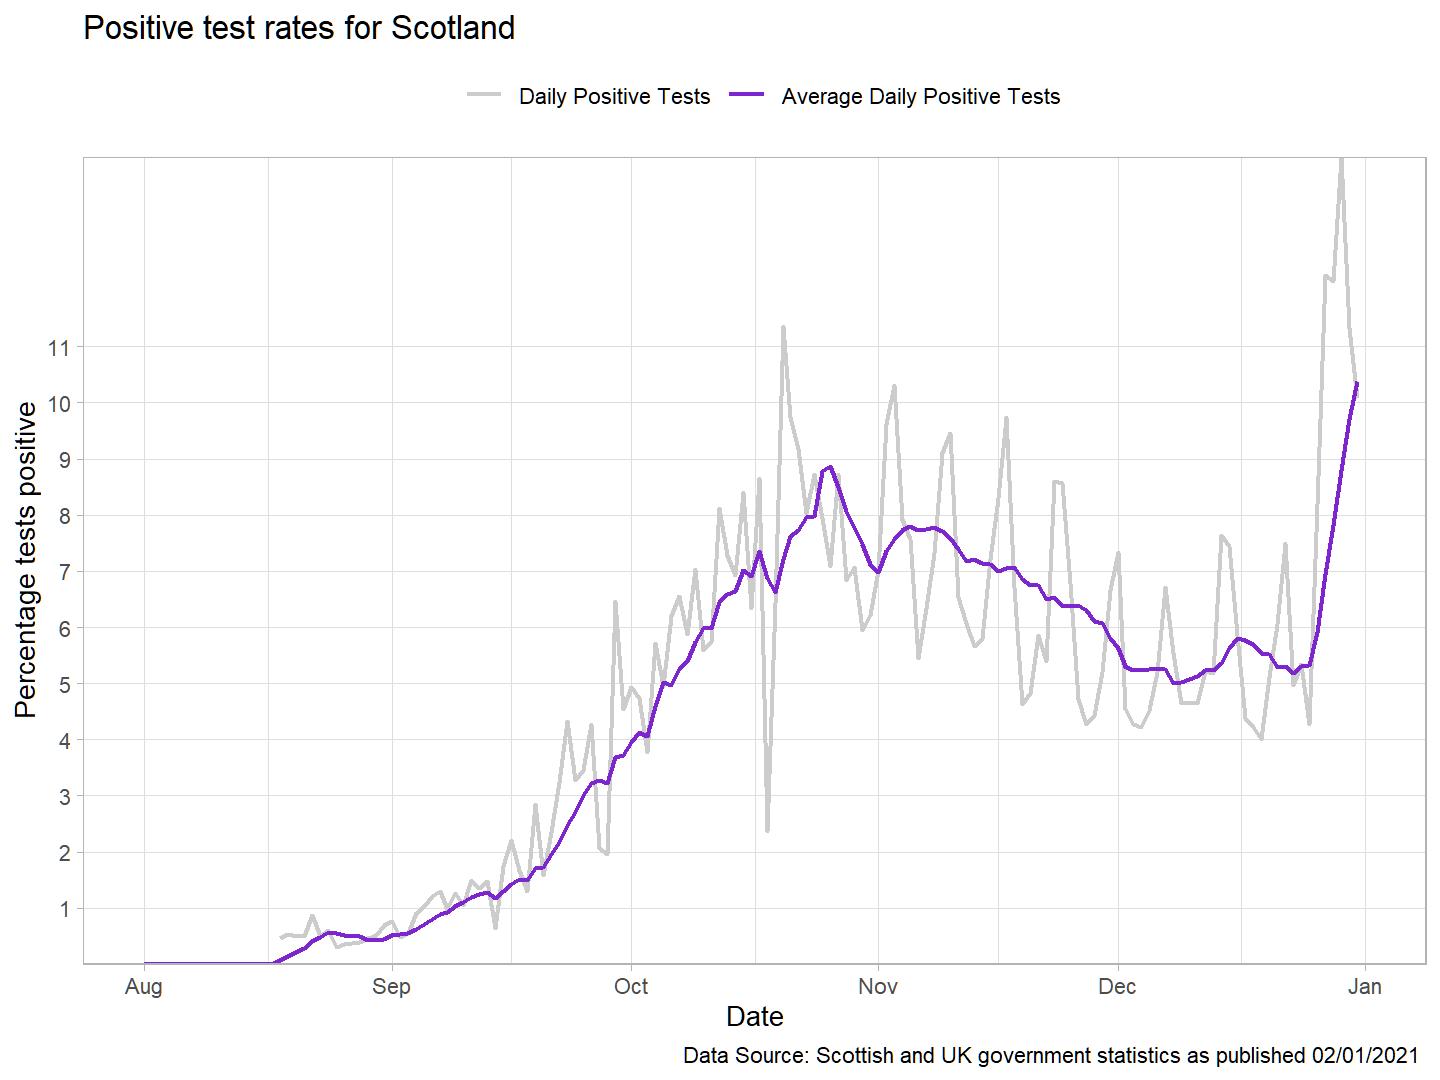 Positive test rates for Scotland
Daily Positive Tests Average Daily Positive Tests
Percentage tests positive
11
10
9
8
7
6
5
4
3
2
1
Aug Sep Oct Nov Dec Jan
Date
Data Source: Scottish and UK government statistics as published 02/01/2021